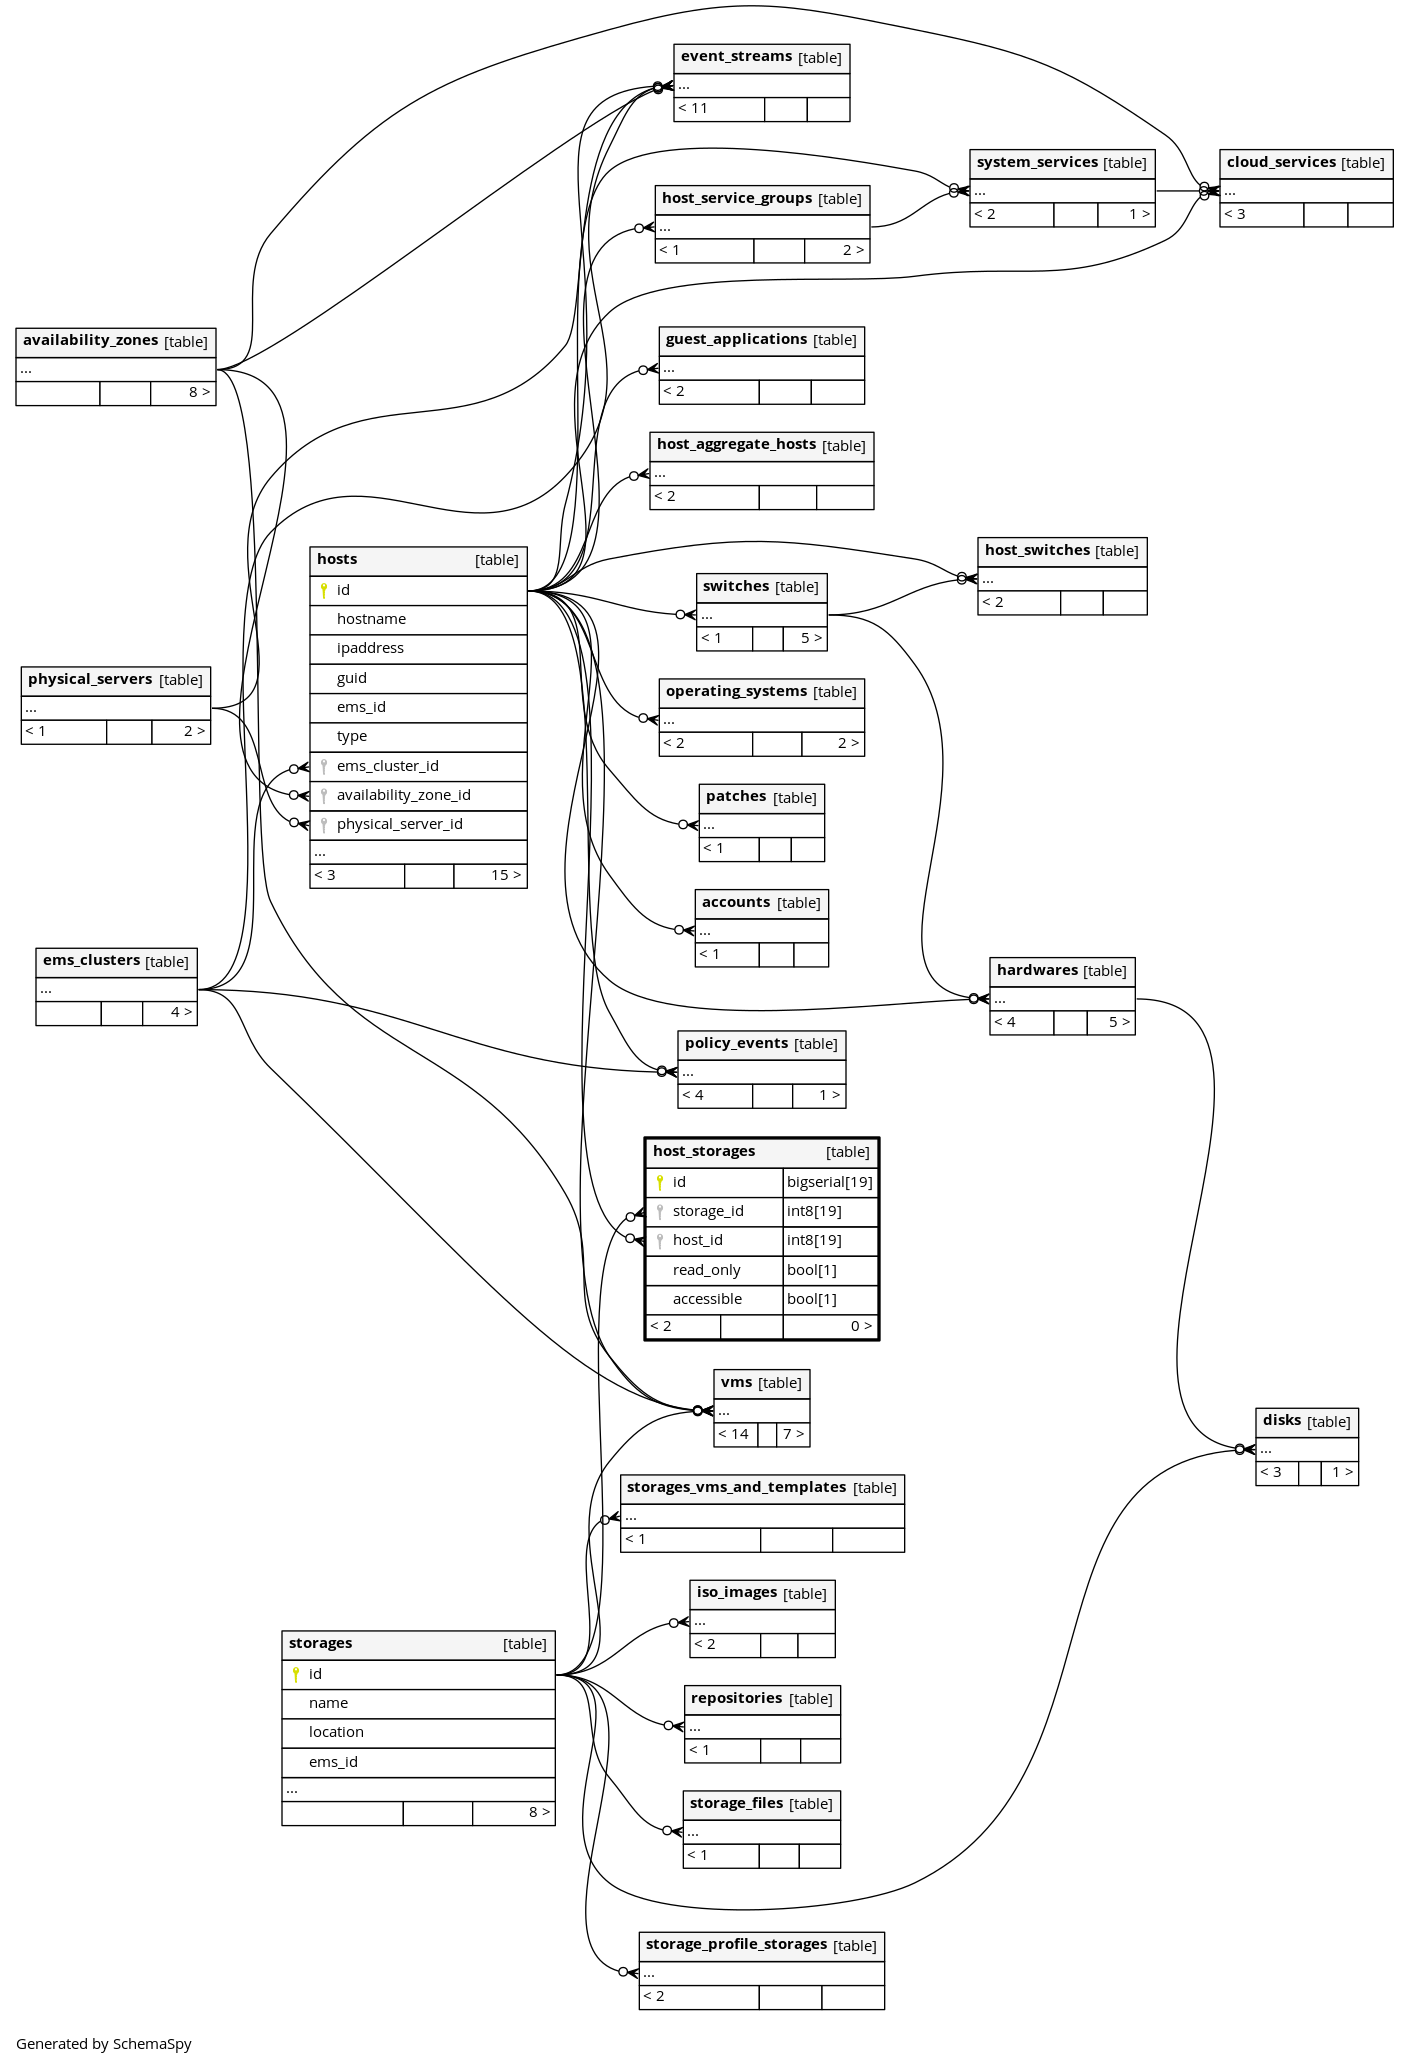 event_streams [table]
...
< 11
system_services [table]
...
< 2 1 >
cloud_services [table]
...
< 3
host_service_groups [table]
...
< 1 2 >
availability_zones [table]
...
8 >
guest_applications [table]
...
< 2
host_aggregate_hosts [table]
...
< 2
hosts [table]
id
hostname
ipaddress
guid
ems_id
type
ems_cluster_id
availability_zone_id
physical_server_id
...
< 3 15 >
host_switches [table]
...
< 2
switches [table]
...
< 1 5 >
physical_servers [table]
...
< 1 2 >
operating_systems [table]
...
< 2 2 >
patches [table]
...
< 1
accounts [table]
...
< 1
ems_clusters [table]
...
4 >
hardwares [table]
...
< 4 5 >
policy_events [table]
...
< 4 1 >
host_storages [table]
id bigserial[19]
storage_id int8[19]
host_id int8[19]
read_only bool[1]
accessible bool[1]
< 2 0 >
vms [table]
...
< 14 7 >
disks [table]
...
< 3 1 >
storages_vms_and_templates [table]
...
< 1
iso_images [table]
...
< 2
storages [table]
id
name
location
ems_id
...
8 >
repositories [table]
...
< 1
storage_files [table]
...
< 1
storage_profile_storages [table]
...
< 2
Generated by SchemaSpy